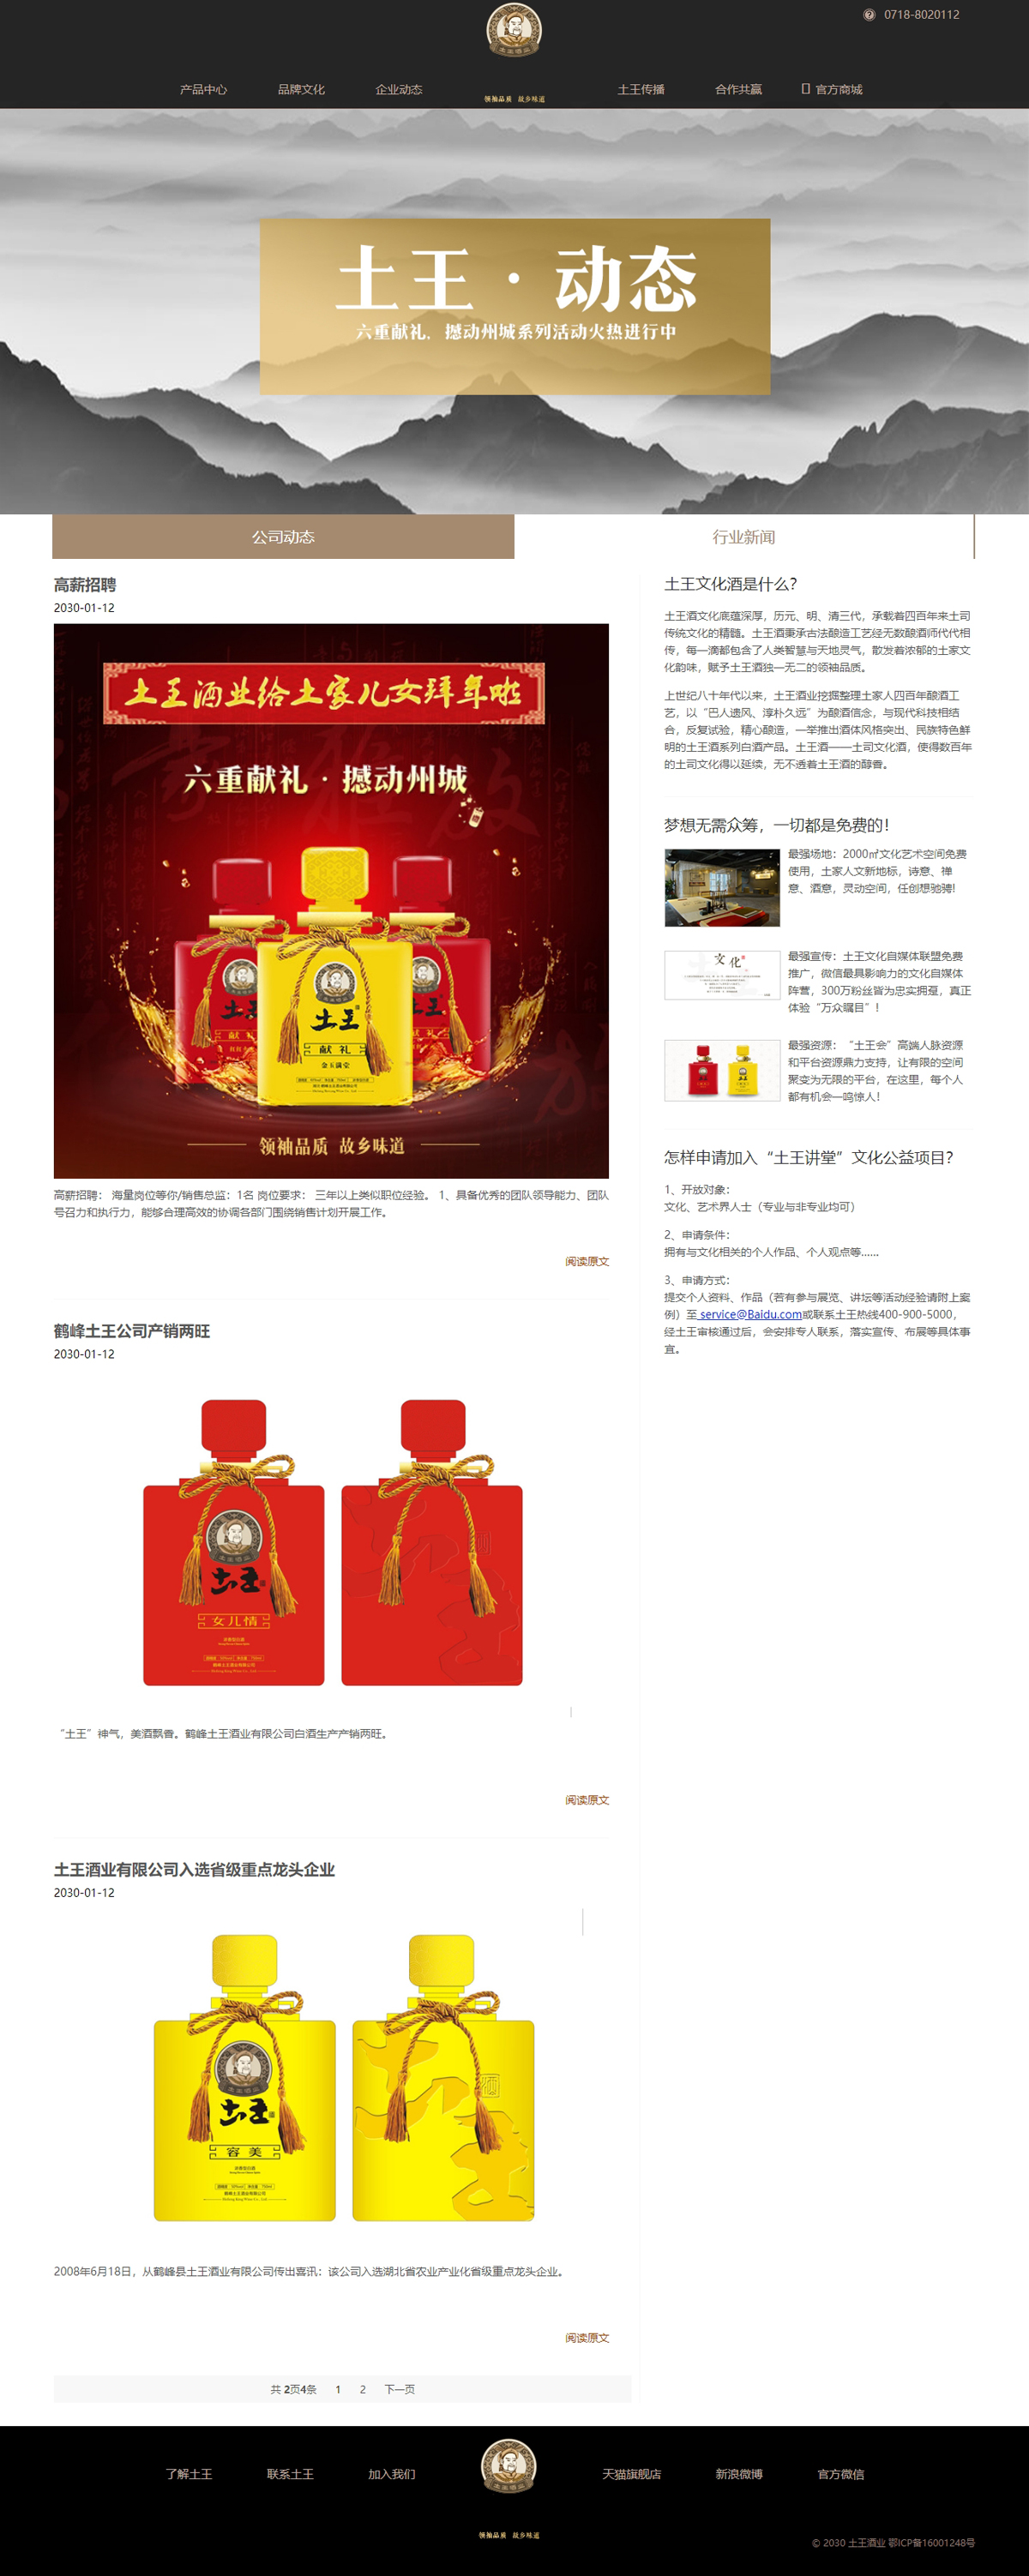 0718-8020112
产品中心
品牌文化
企业动态
领袖品质 故乡味道
土王传播
合作共赢
官方商城
土王·动态
六重献礼，撼动州城系列活动火热进行中
公司动态
行业新闻
高薪招聘
2030-01-12
土王酒业给土家儿女拜年啦
六重献礼·撼动州城
土王
献礼
金玉满堂
领袖品质 故乡味道
高薪招聘： 海量岗位等你/销售总监：1名 岗位要求： 三年以上类似职位经验。 1、具备优秀的团队领导能力、团队
号召力和执行力，能够合理高效的协调各部门围绕销售计划开展工作。
阅读原文
鹤峰土王公司产销两旺
2030-01-12
土王
女儿情
“土王”神气，美酒飘香。鹤峰土王酒业有限公司白酒生产产销两旺。
阅读原文
土王酒业有限公司入选省级重点龙头企业
2030-01-12
土王
容美
2008年6月18日，从鹤峰县土王酒业有限公司传出喜讯：该公司入选湖北省农业产业化省级重点龙头企业。
阅读原文
共 2页4条 1 2 下一页
土王文化酒是什么？
土王酒文化底蕴深厚，历元、明、清三代，承载着四百年来土司
传统文化的精髓。土王酒秉承古法酿造工艺经无数酿酒师代代相
传，每一滴都包含了人类智慧与天地灵气，散发着浓郁的土家文
化韵味，赋予土王酒独一无二的领袖品质。
上世纪八十年代以来，土王酒业挖掘整理土家人四百年酿酒工
艺，以“巴人遗风、淳朴久远”为酿酒信念，与现代科技相结
合，反复试验，精心酿造，一举推出酒体风格突出、民族特色鲜
明的土王酒系列白酒产品。土王酒——土司文化酒，使得数百年
的土司文化得以延续，无不透着土王酒的醇香。
梦想无需众筹，一切都是免费的！
最强场地：2000㎡文化艺术空间免费
使用，土家人文新地标，诗意、禅
意、酒意，灵动空间，任创想驰骋!
文化
最强宣传：土王文化自媒体联盟免费
推广，微信最具影响力的文化自媒体
阵营，300万粉丝皆为忠实拥趸，真正
体验“万众瞩目”！
最强资源：“土王会”高端人脉资源
和平台资源鼎力支持，让有限的空间
聚变为无限的平台，在这里，每个人
都有机会一鸣惊人！
怎样申请加入“土王讲堂”文化公益项目？
1、开放对象：
文化、艺术界人士（专业与非专业均可）
2、申请条件：
拥有与文化相关的个人作品、个人观点等……
3、申请方式：
提交个人资料、作品（若有参与展览、讲坛等活动经验请附上案
例）至 service@Baidu.com或联系土王热线400-900-5000，
经土王审核通过后，会安排专人联系，落实宣传、布展等具体事
宜。
了解土王
联系土王
加入我们
领袖品质 故乡味道
天猫旗舰店
新浪微博
官方微信
© 2030 土王酒业 鄂ICP备16001248号